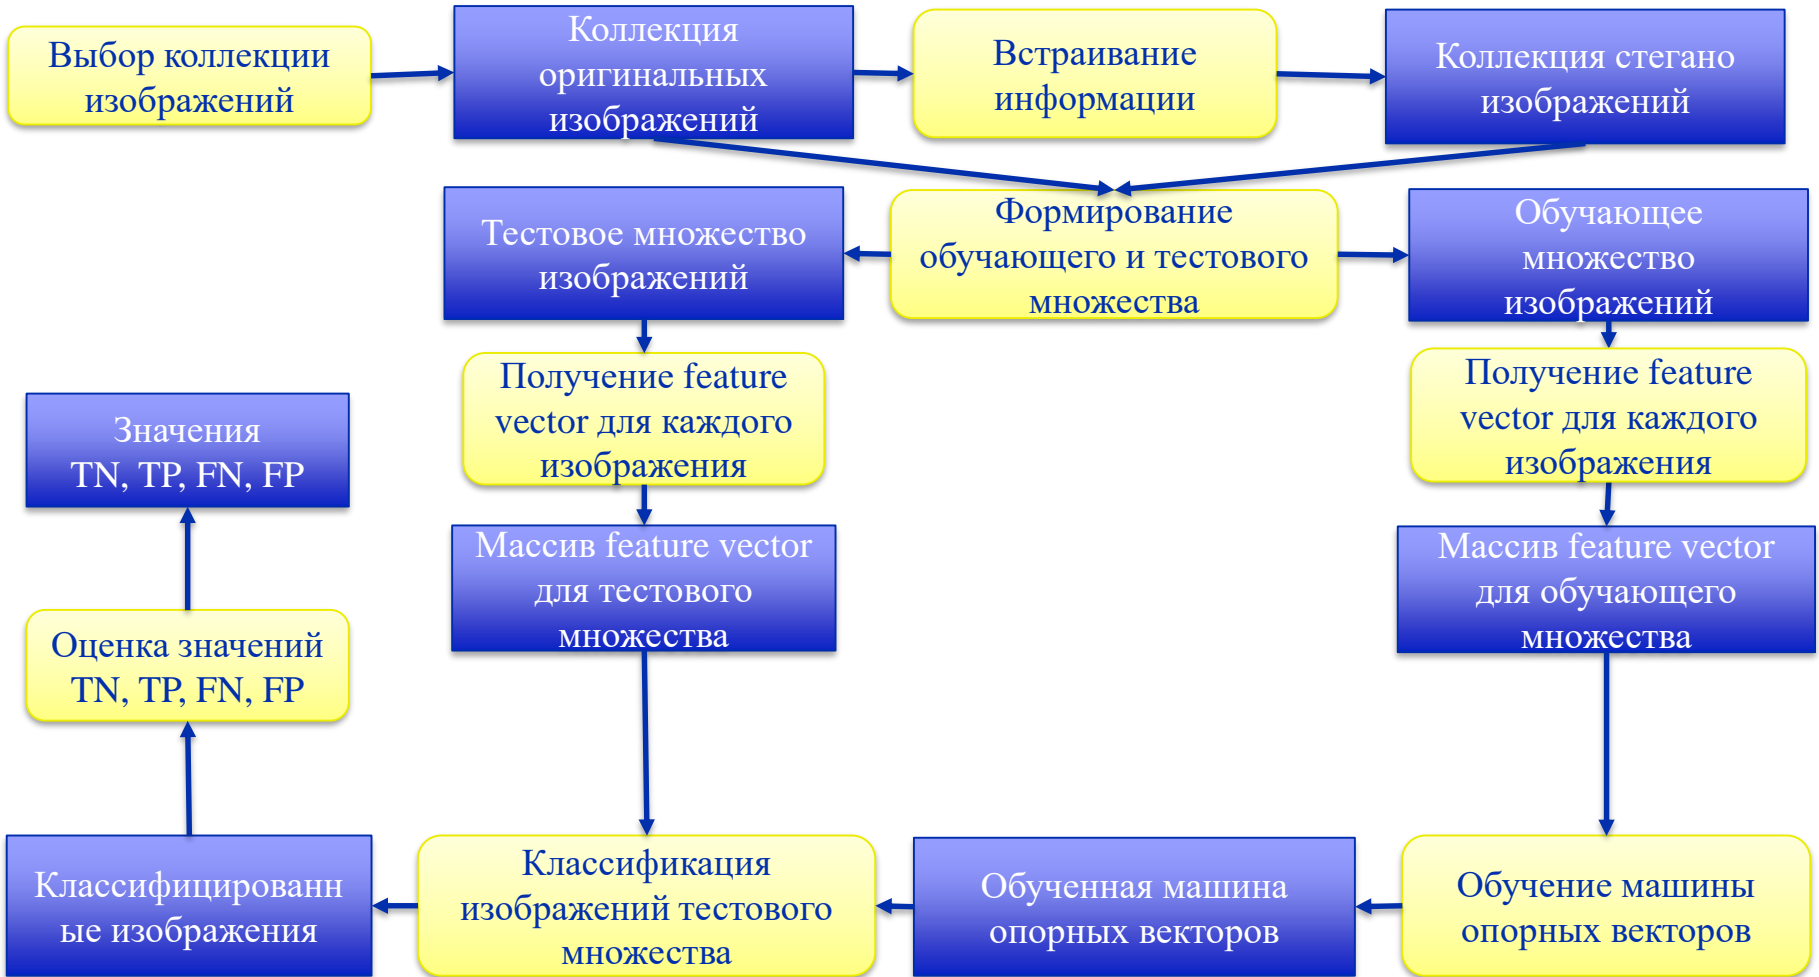 Выбор коллекции
изображений
Коллекция
оригинальных
изображений
Встраивание
информации
Коллекция стегано
изображений
Тестовое множество
изображений
Формирование
обучающего и тестового
множества
Обучающее
множество
изображений
Получение feature
vector для каждого
изображения
Получение feature
vector для каждого
изображения
Значения
TN, TP, FN, FP
Массив feature vector
для тестового
множества
Массив feature vector
для обучающего
множества
Оценка значений
TN, TP, FN, FP
Классифицированн
ые изображения
Классификация
изображений тестового
множества
Обученная машина
опорных векторов
Обучение машины
опорных векторов